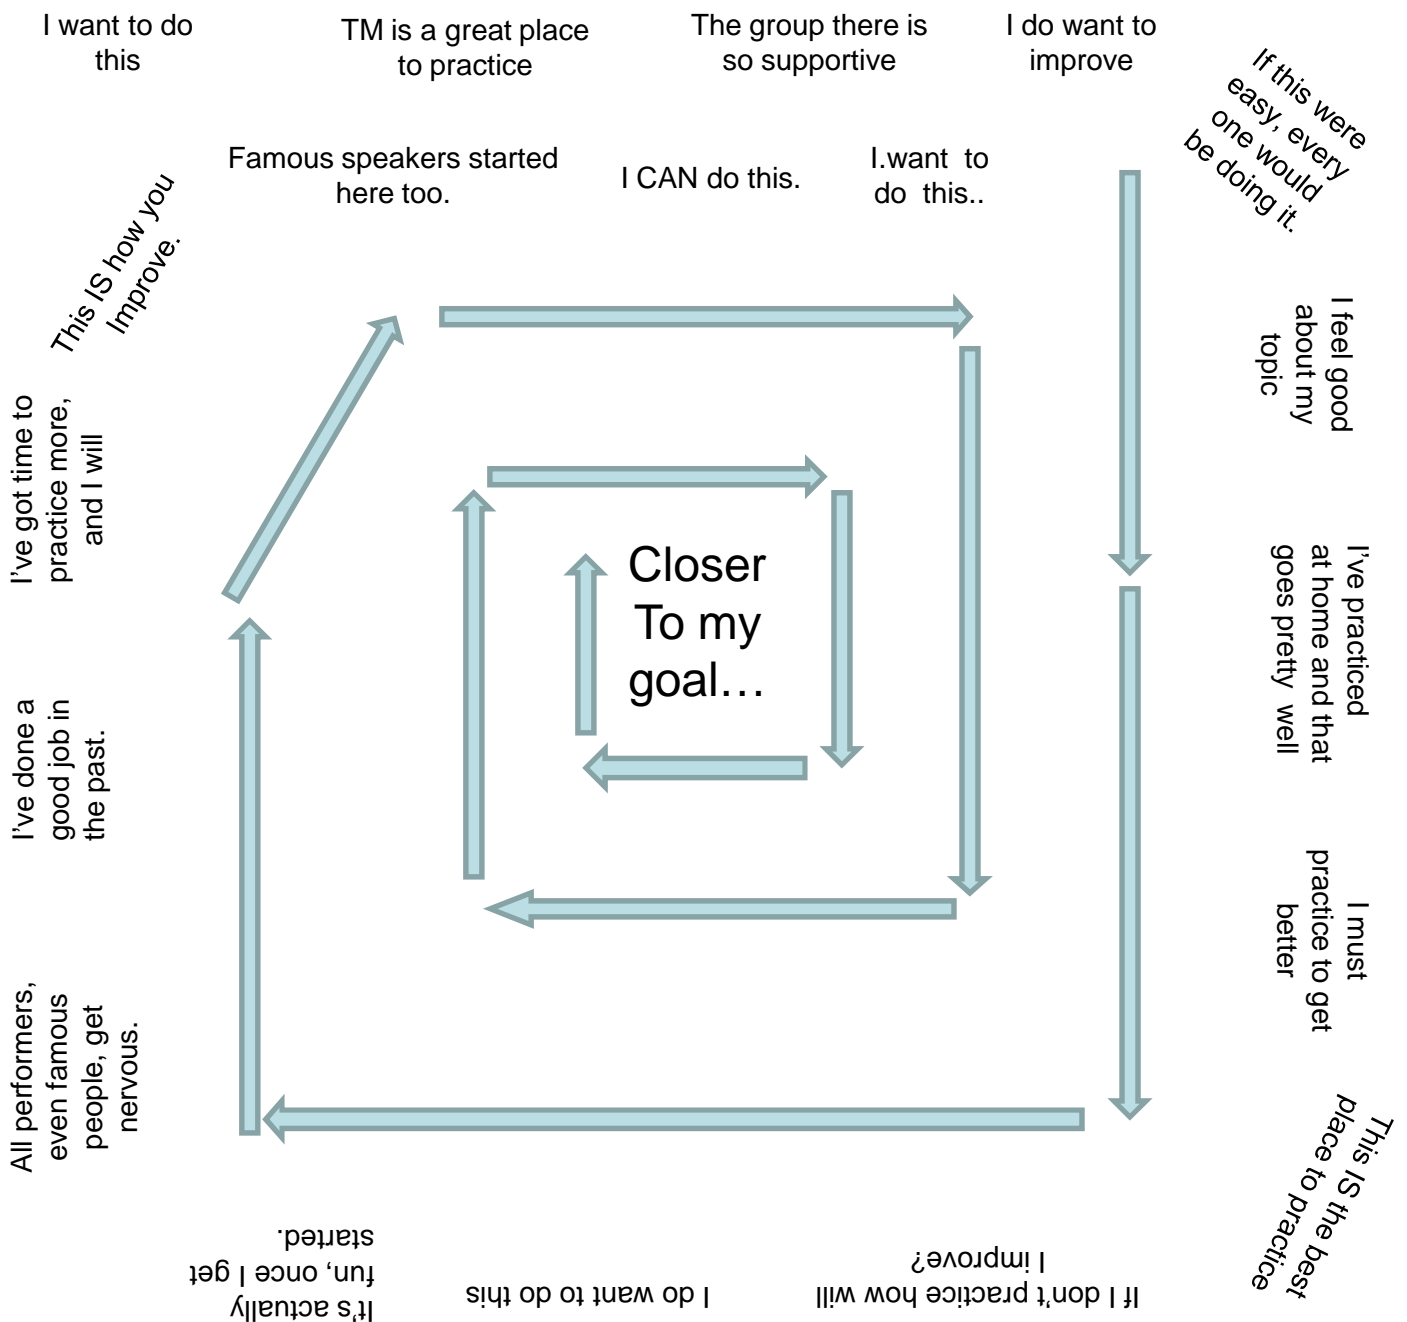 I want to do
this
TM is a great place
to practice
The group there is
so supportive
I do want to
improve
If this were
easy, every
one would
be doing it.
I feel good
about my
topic
I've practiced
at home and that
goes pretty well
I must
practice to get
better
This IS the best
place to practice
If I don't practice how will
I improve?
I do want to do this
It's actually
fun, once I get
started.
All performers,
even famous
people, get
nervous.
I've done a
good job in
the past.
I've got time to
practice more,
and I will
This IS how you
Improve.
Famous speakers started
here too.
I CAN do this.
I.want to
do this..
Closer
To my
goal…